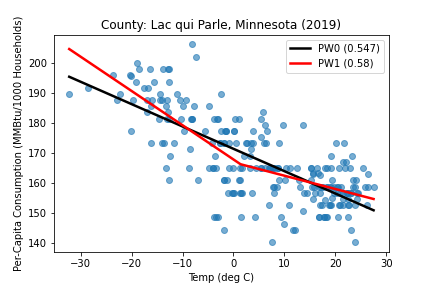 County: Lac qui Parle, Minnesota (2019)
PW0 (0.547)
PW1 (0.58)
Per-Capita Consumption (MMBtu/1000 Households)
200
190
180
170
160
150
140
−30 −20 −10 0 10 20 30
Temp (deg C)